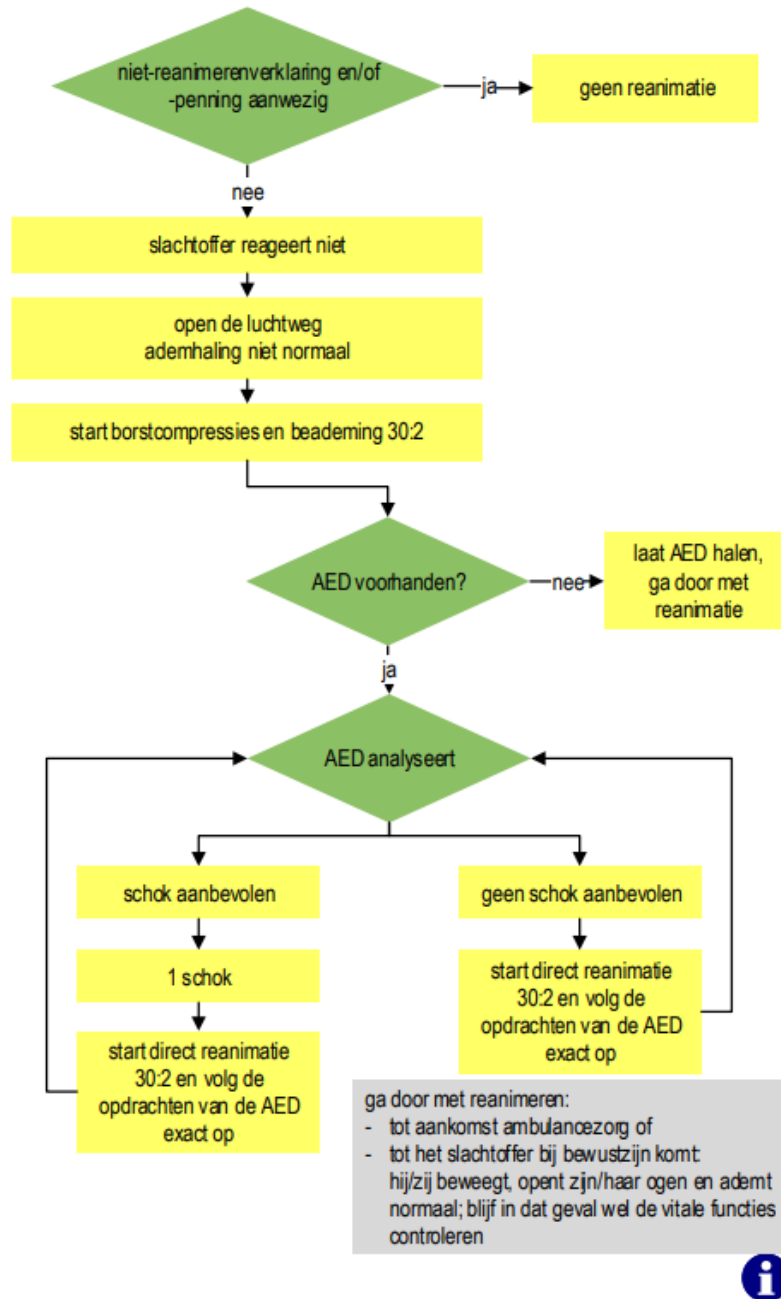 niet-reanimerenverklaring en/of
-penning aanwezig
ja
geen reanimatie
nee
slachtoffer reageert niet
open de luchtweg
ademhaling niet normaal
start borstcompressies en beademing 30:2
AED voorhanden?
nee
laat AED halen,
ga door met
reanimatie
ja
AED analyseert
schok aanbevolen
1 schok
start direct reanimatie
30:2 en volg de
opdrachten van de AED
exact op
geen schok aanbevolen
start direct reanimatie
30:2 en volg de
opdrachten van de AED
exact op
ga door met reanimeren:
- tot aankomst ambulancezorg of
- tot het slachtoffer bij bewustzijn komt:
hij/zij beweegt, opent zijn/haar ogen en ademt
normaal; blijf in dat geval wel de vitale functies
controleren
i